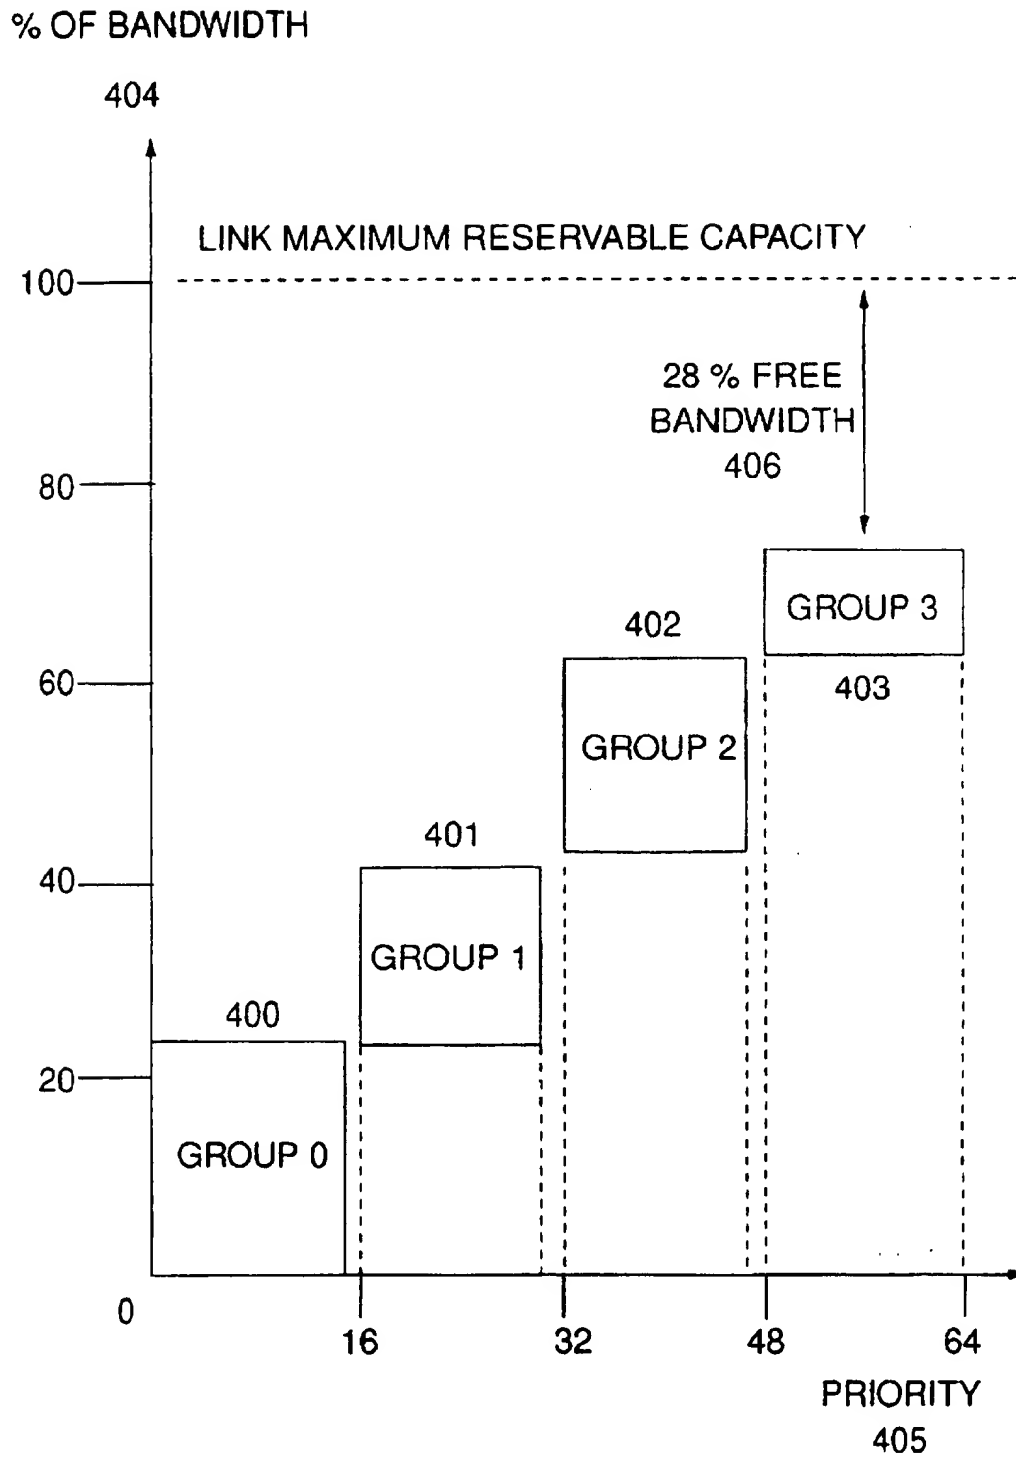 % OF BANDWIDTH
404
LINK MAXIMUM RESERVABLE CAPACITY
100
28 % FREE
BANDWIDTH
406
80
GROUP 3
402
60
403
GROUP 2
401
40
GROUP 1
400
20
GROUP 0
0
16
32
48
64
PRIORITY
405